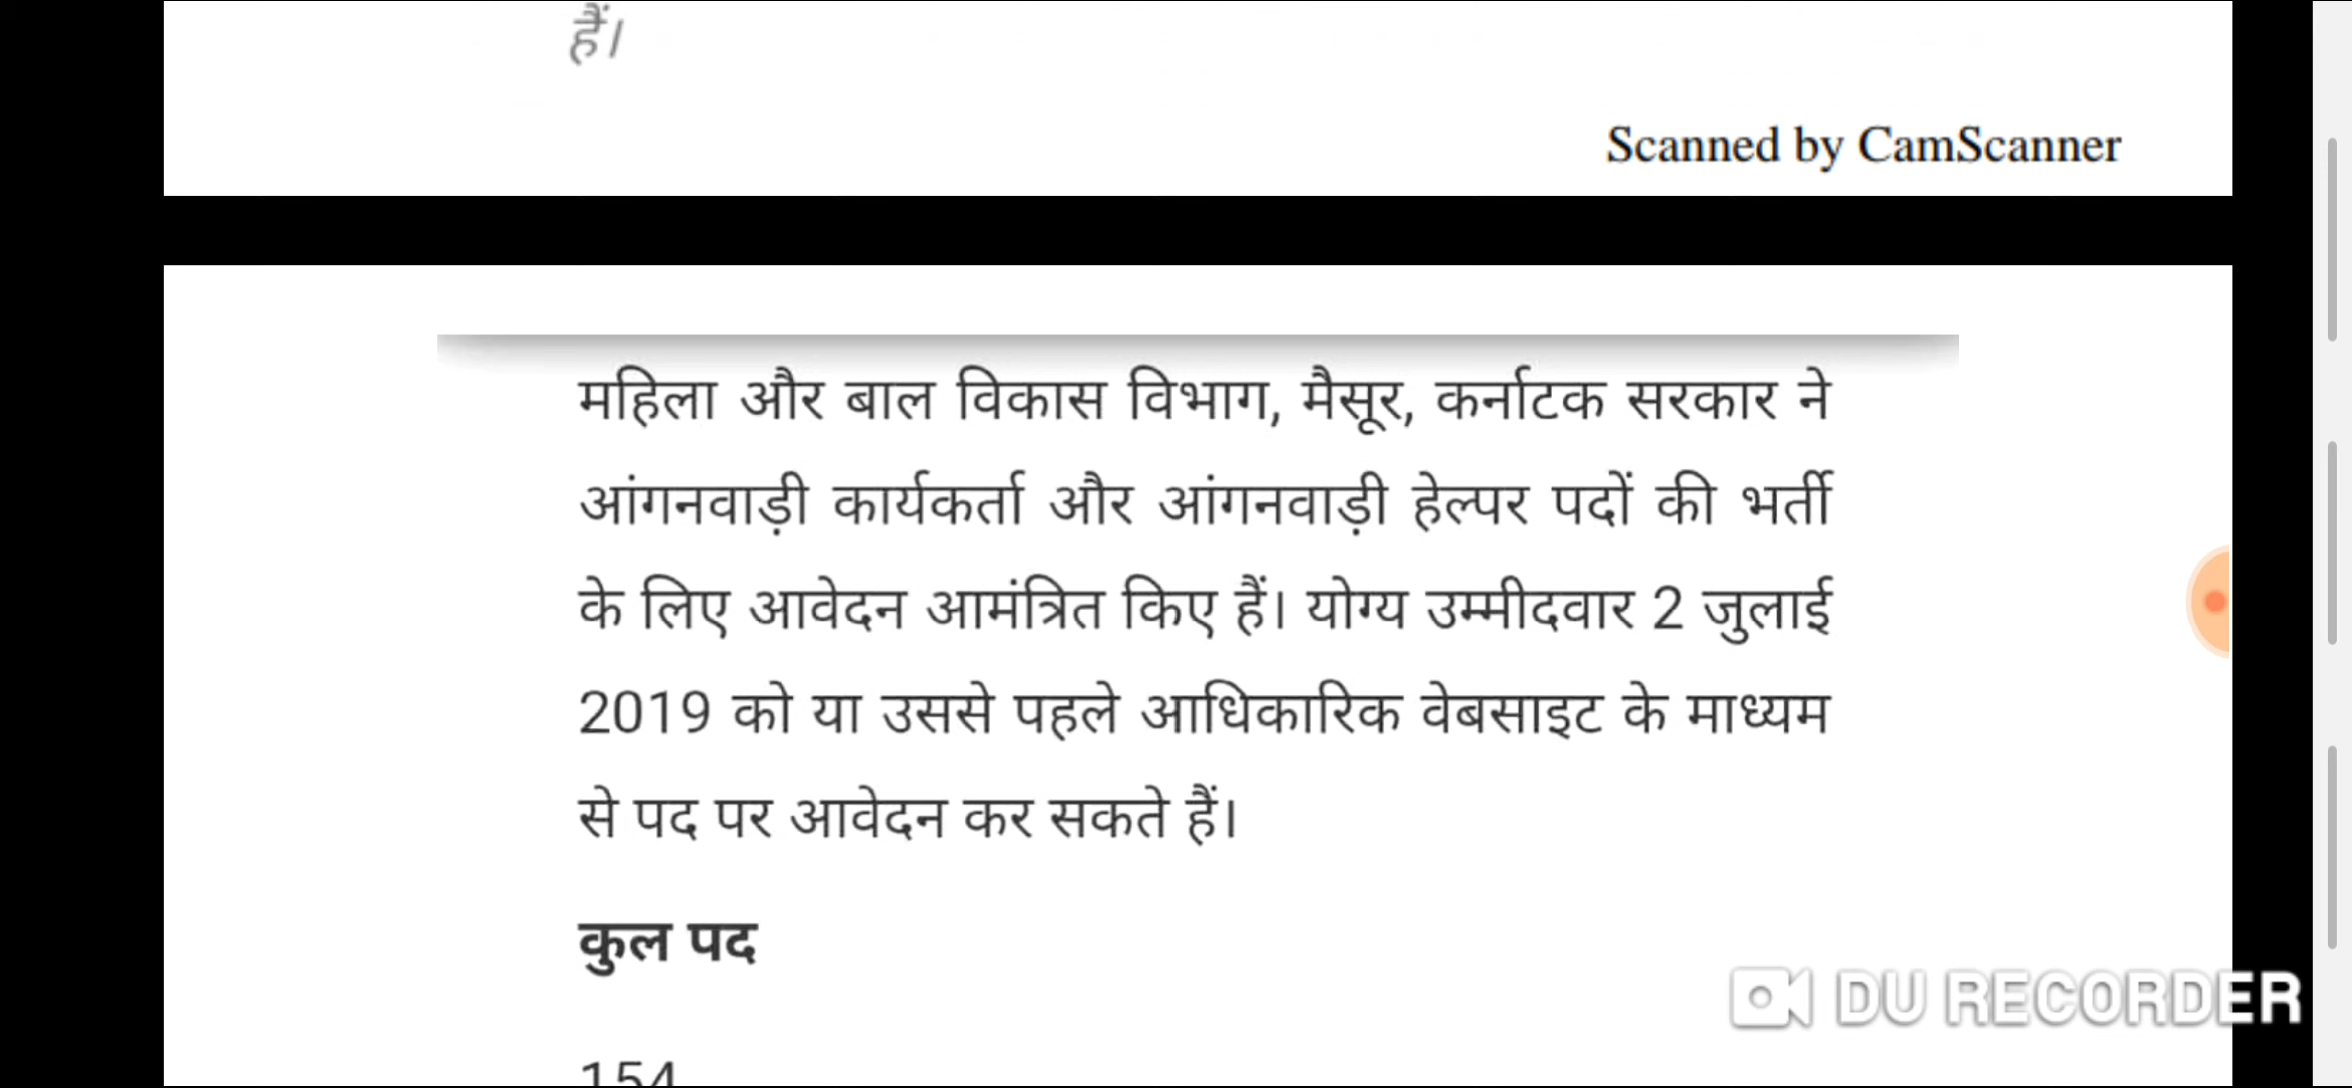 हैं।
Scanned by CamScanner
महिला और बाल विकास विभाग, मैसूर, कर्नाटक सरकार ने
आंगनवाड़ी कार्यकर्ता और आंगनवाड़ी हेल्पर पदों की भर्ती
के लिए आवेदन आमंत्रित किए हैं। योग्य उम्मीदवार 2 जुलाई
2019 को या उससे पहले आधिकारिक वेबसाइट के माध्यम
से पद पर आवेदन कर सकते हैं।
कुल पद
154
DU RECORDER